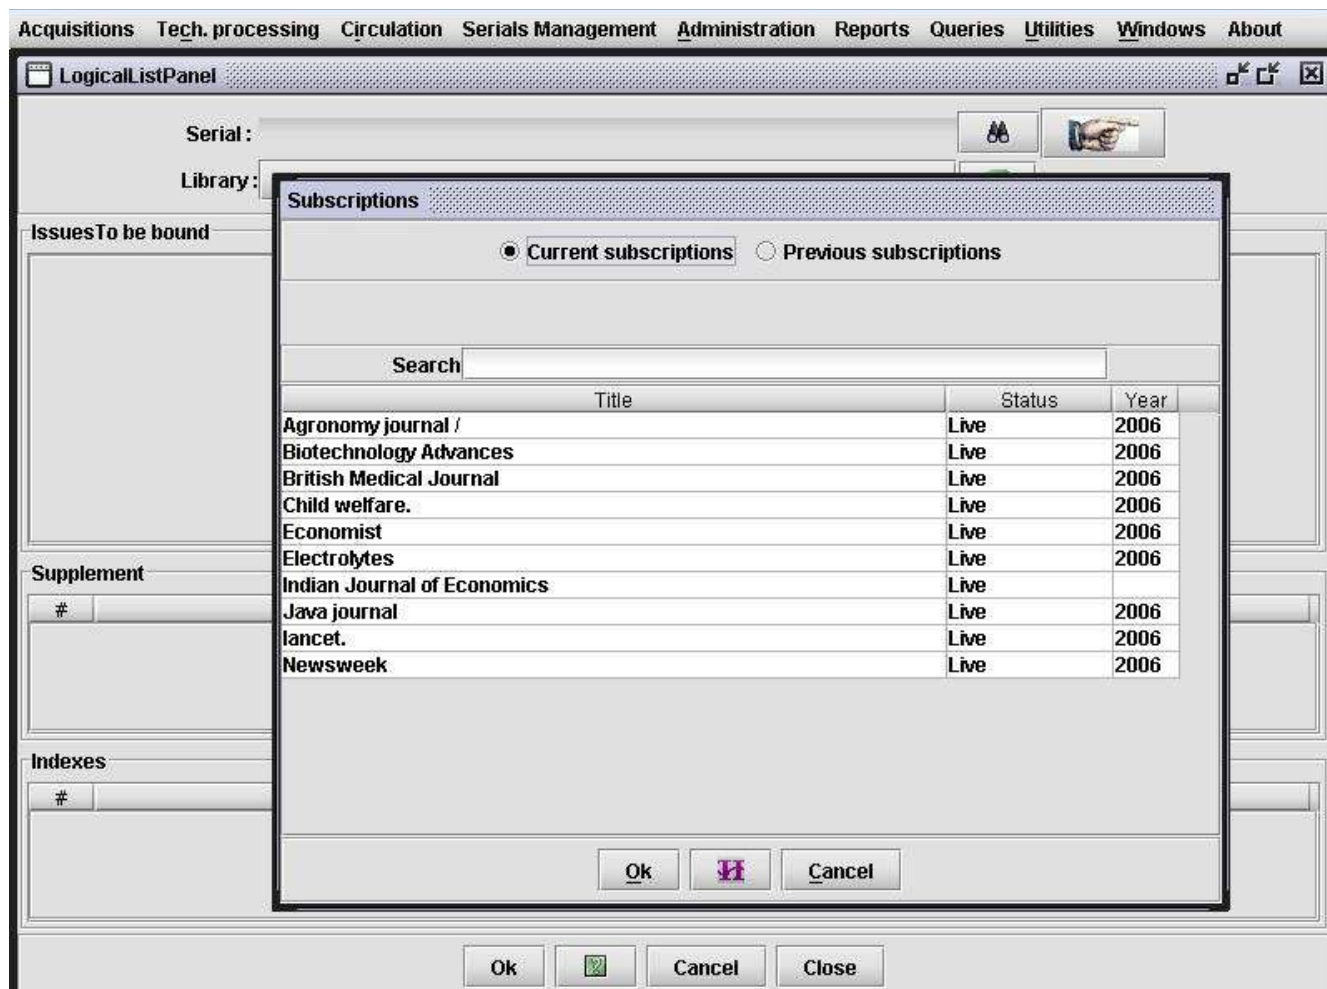 Acquisitions Tech. processing Circulation Serials Management Administration Reports Queries Utilities Windows About
LogicalListPanel
Serial :
Library :
Subscriptions
IssuesTo be bound
Current subscriptions Previous subscriptions
Search
Title Status Year
Agronomy journal / Live 2006
Biotechnology Advances Live 2006
British Medical Journal Live 2006
Child welfare. Live 2006
Economist Live 2006
Electrolytes Live 2006
Supplement
Indian Journal of Economics Live
#
Java journal Live 2006
lancet. Live 2006
Newsweek Live 2006
Indexes
#
Ok Cancel
Ok Cancel Close